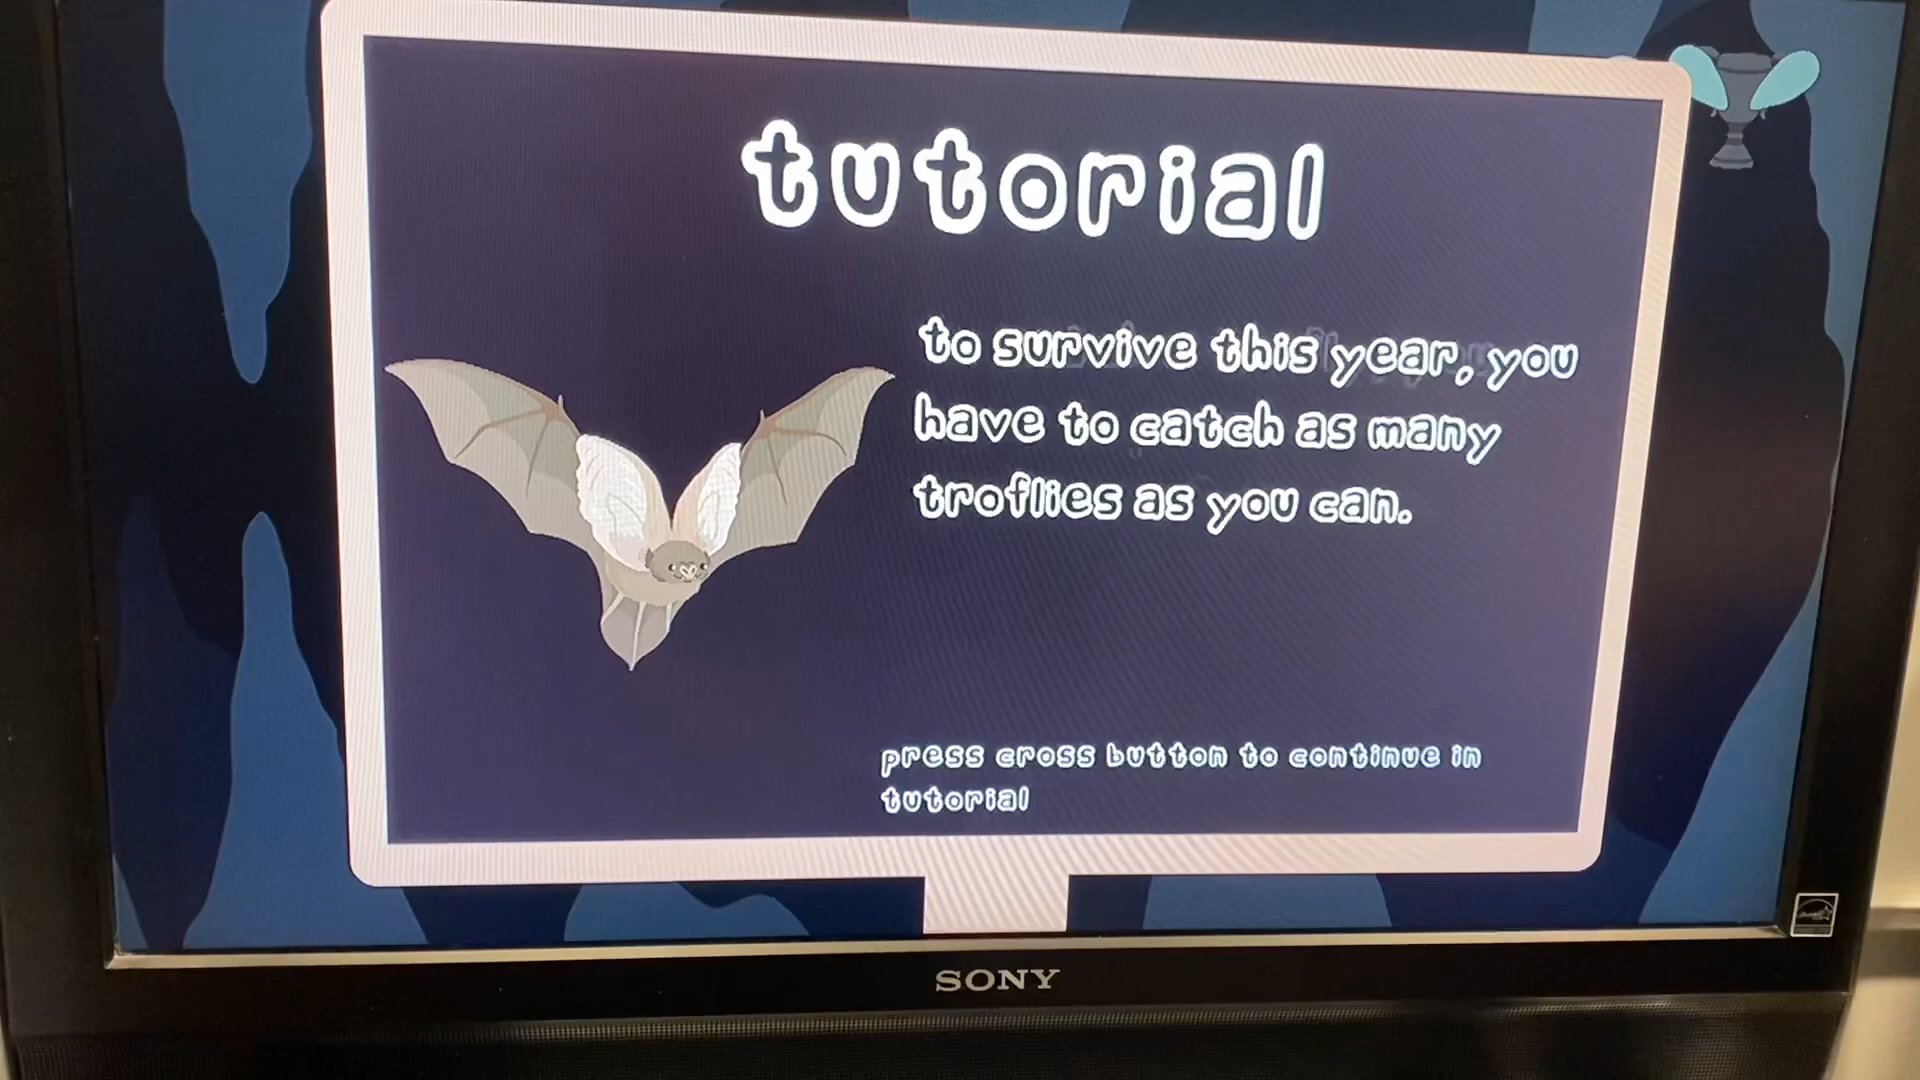 tutorial
to survive this year, you
have to catch as many
troflies as you can.
press cross button to continue in
tutorial
SONY